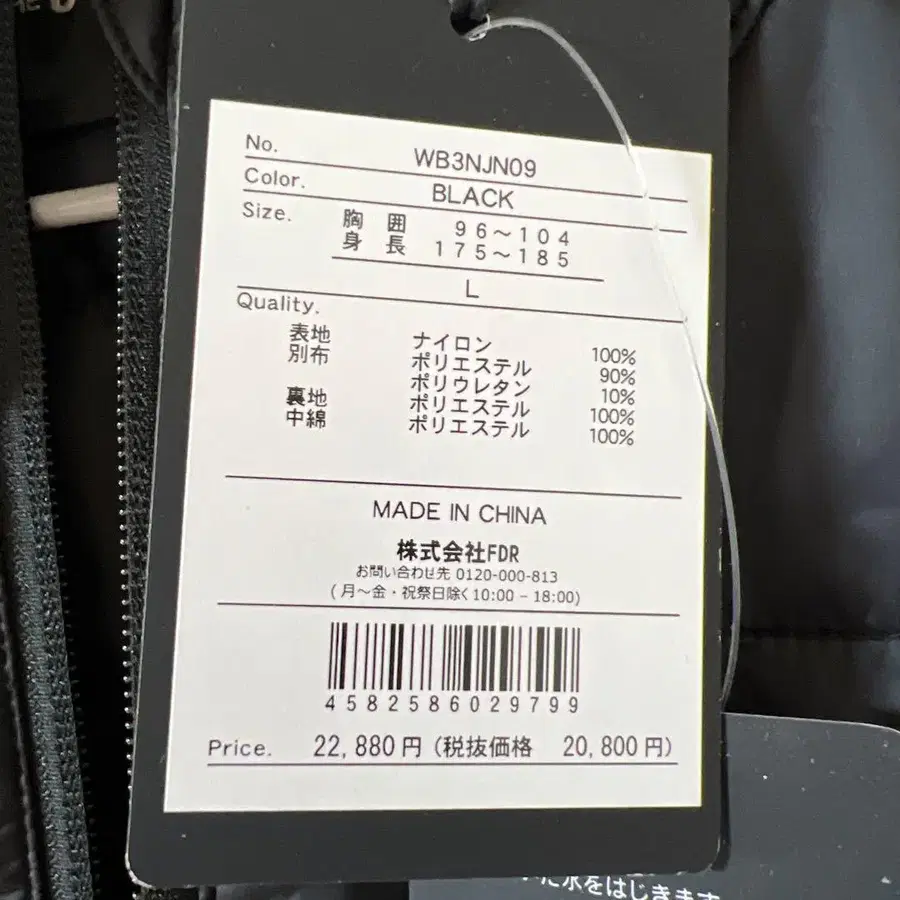 No. WB3NJN09
Color. BLACK
Size. 胸 囲 96～104
身 長 175～185
L
Quality.
表地 ナイロン 100%
別布 ポリエステル 90%
ポリウレタン 10%
裏地 ポリエステル 100%
中綿 ポリエステル 100%
MADE IN CHINA
株式会社FDR
お問い合わせ先 0120-000-813
(月～金・祝祭日除く10:00 – 18:00)
4582586029799
Price. 22,880円 (税抜価格 20,800円)
水をはじきます